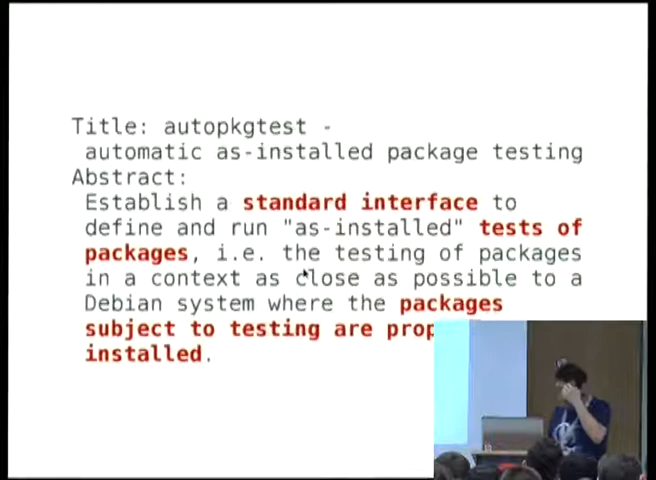 Title: autopkgtest -
automatic as-installed package testing
Abstract:
Establish a standard interface to
define and run "as-installed" tests of
packages, i.e. the testing of packages
in a context as close as possible to a
Debian system where the packages
subject to testing are
installed.